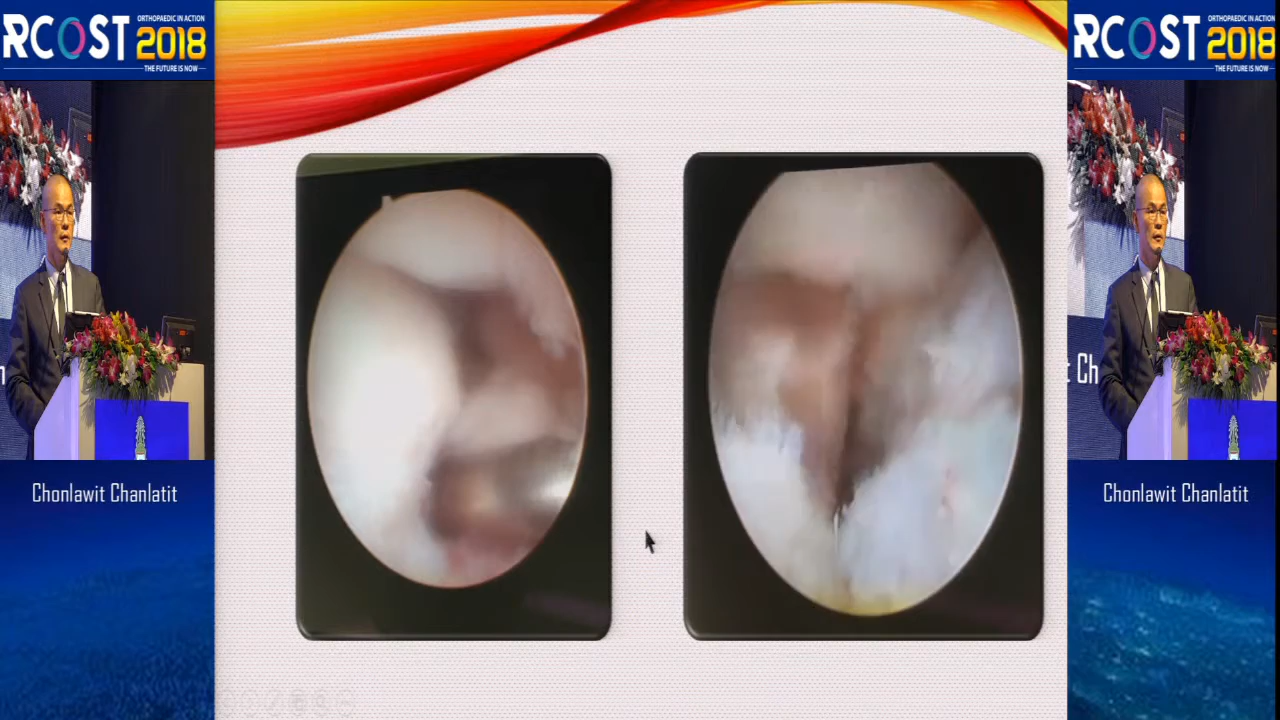 ORTHOPAEDIC IN ACTION
RCOST 2018
THE FUTURE IS NOW
Chonlawit Chanlatit
ORTHOPAEDIC IN ACTION
RCOST 2018
THE FUTURE IS NOW
Ch
Chonlawit Chanlatit